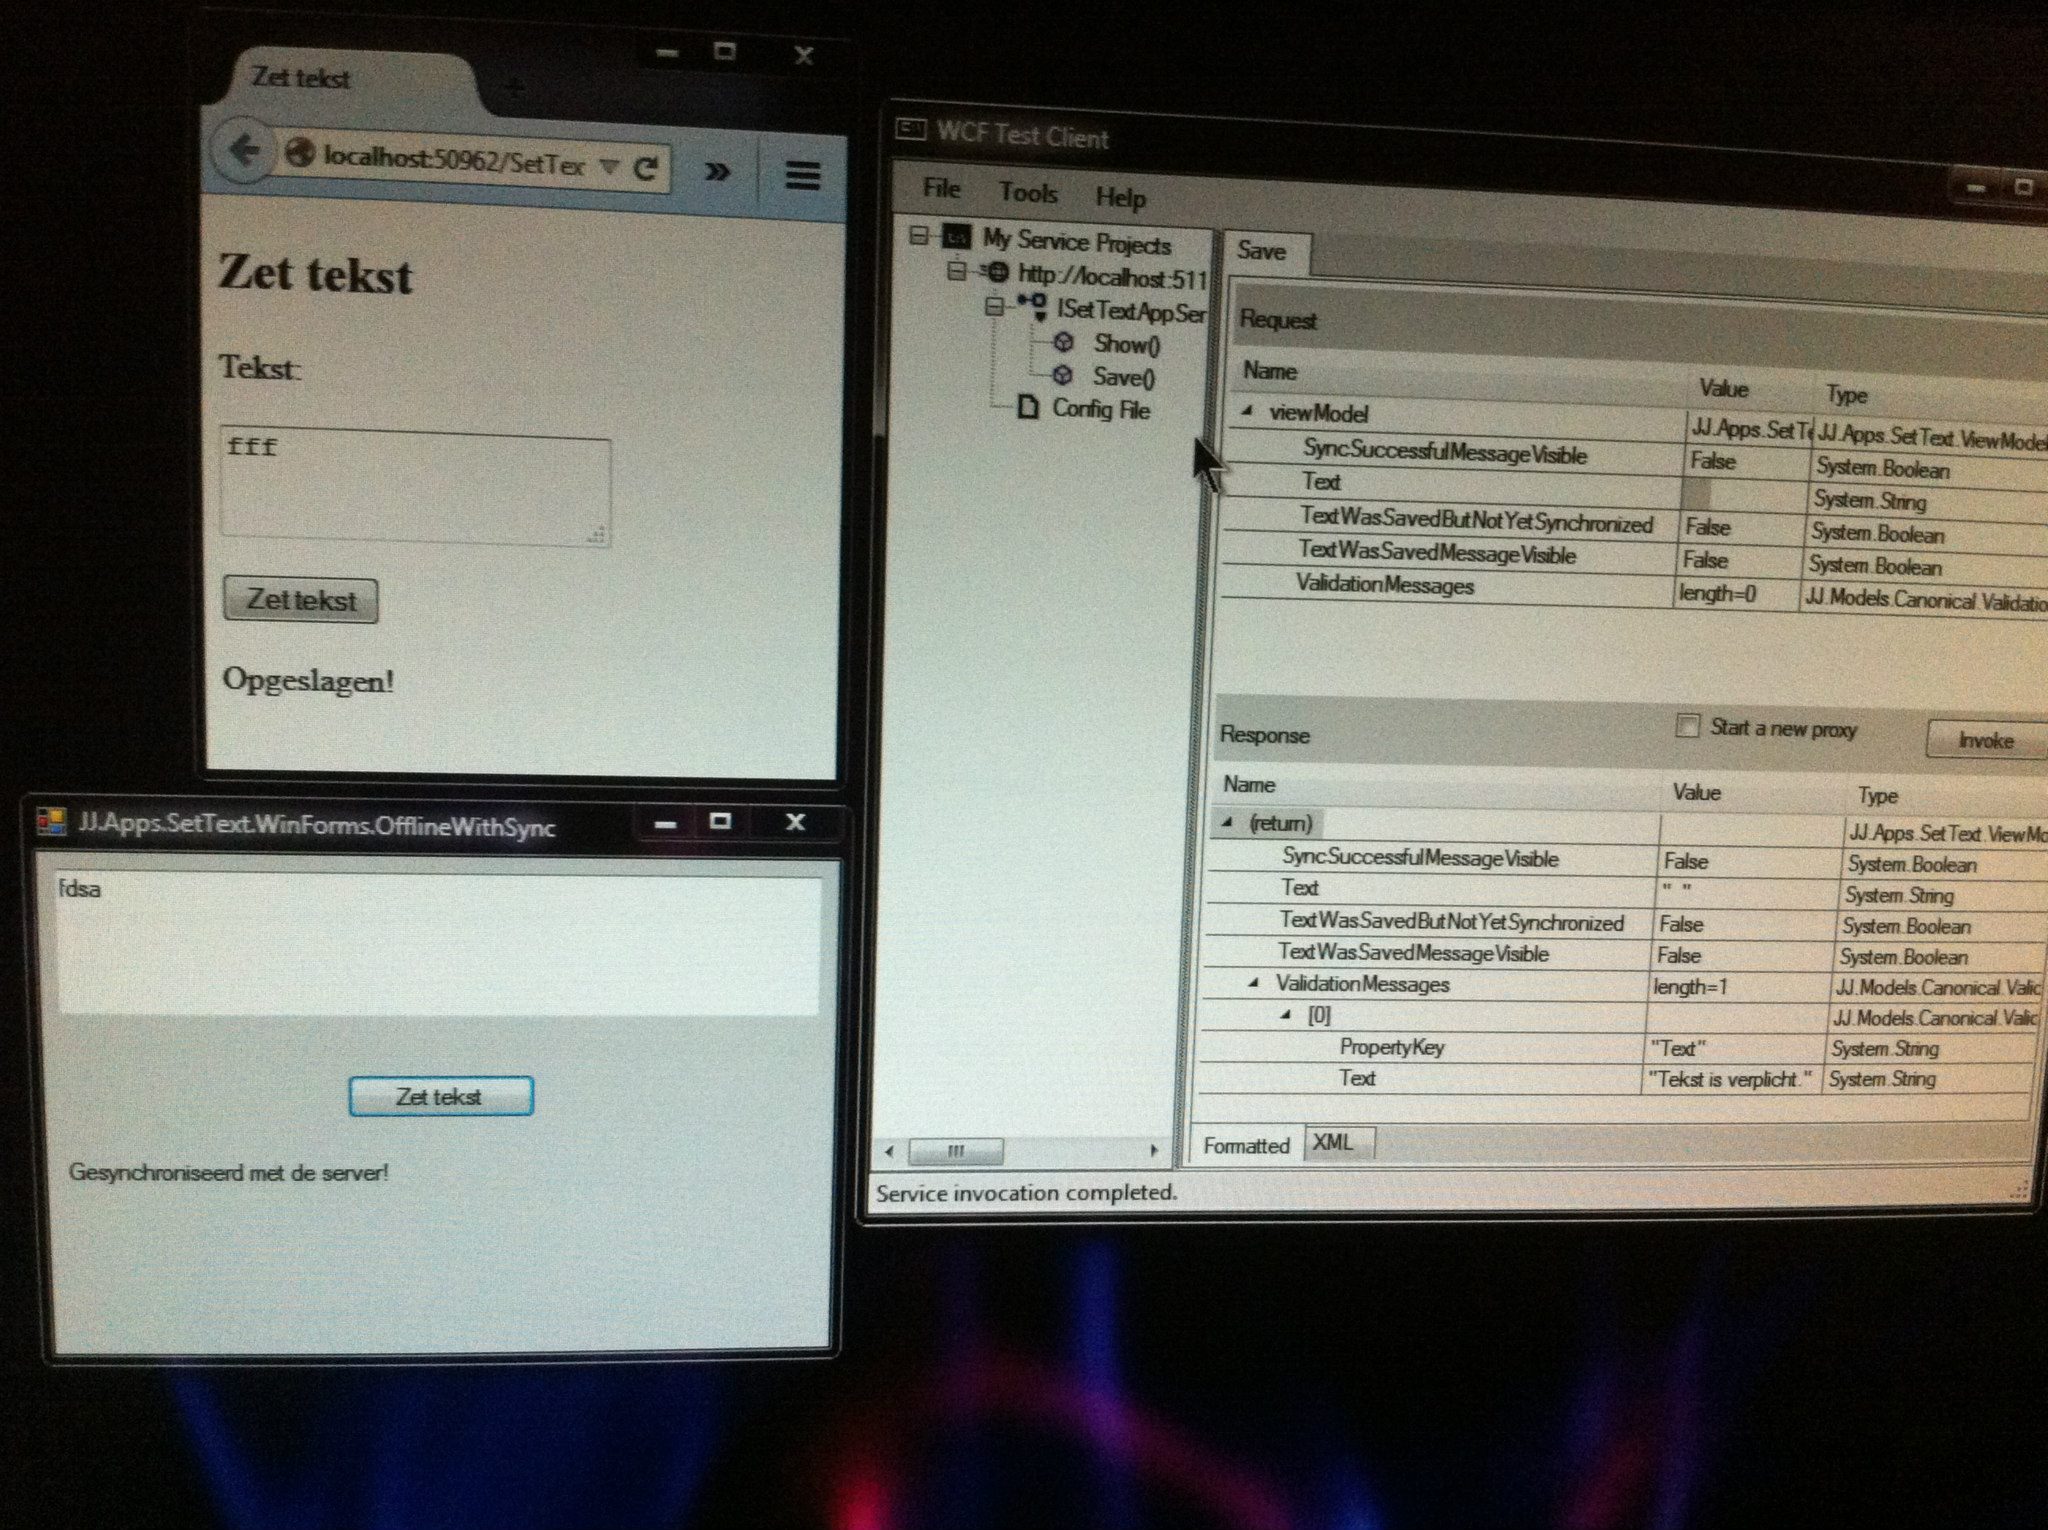 Zet tekst
localhost:50962/SetTex
Zet tekst
Tekst:
fff
Zet tekst
Opgeslagen!
JJ.Apps.SetText.WinForms.OfflineWithSync
fdsa
Zet tekst
Gesynchroniseerd met de server!
WCF Test Client
File Tools Help
My Service Projects
http://localhost:511
ISetTextAppSer
Show()
Save()
Config File
Save
Request
Name Value Type
viewModel JJ.Apps.SetTe JJ.Apps.SetText.ViewModel
SyncSuccessfulMessageVisible False System.Boolean
Text System.String
TextWasSavedButNotYetSynchronized False System.Boolean
TextWasSavedMessageVisible False System.Boolean
ValidationMessages length=0 JJ.Models.Canonical.Validatio
Response Start a new proxy Invoke
Name Value Type
(return) JJ.Apps.SetText.ViewMo
SyncSuccessfulMessageVisible False System.Boolean
Text " " System.String
TextWasSavedButNotYetSynchronized False System.Boolean
TextWasSavedMessageVisible False System.Boolean
ValidationMessages length=1 JJ.Models.Canonical.Valid
[0] JJ.Models.Canonical.Valid
PropertyKey "Text" System.String
Text "Tekst is verplicht." System.String
Formatted XML
Service invocation completed.